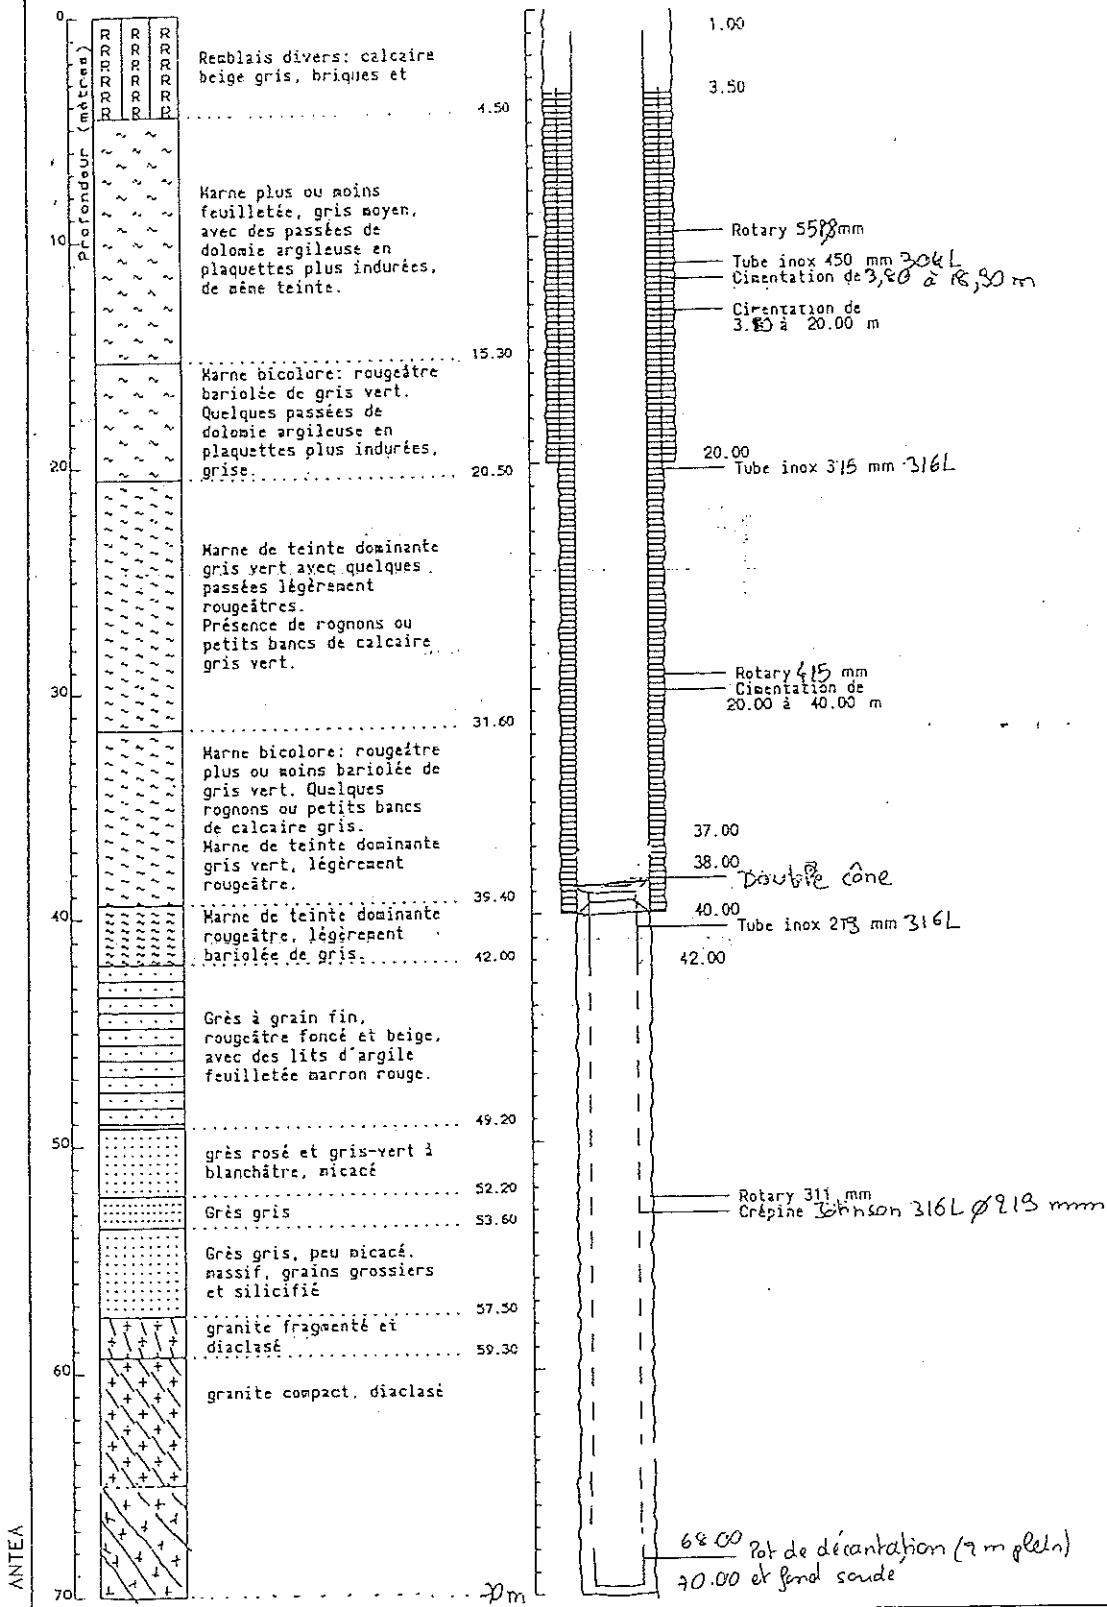 0
Profondeur (mètres)
R R R
R R R
R R R
R R R
R R R
R R R
Remblais divers: calcaire
beige gris, briques et
4.50
Marne plus ou moins
feuilletée, gris moyen,
avec des passées de
dolomie argileuse en
plaquettes plus indurées,
de même teinte.
10
15.30
Marne bicolore: rougeâtre
bariolée de gris vert.
Quelques passées de
dolomie argileuse en
plaquettes plus indurées,
grise.
20
20.50
Marne de teinte dominante
gris vert avec quelques
passées légèrement
rougeâtres.
Présence de rognons ou
petits bancs de calcaire
gris vert.
30
31.60
Marne bicolore: rougeâtre
plus ou moins bariolée de
gris vert. Quelques
rognons ou petits bancs
de calcaire gris.
Marne de teinte dominante
gris vert, légèrement
rougeâtre.
39.40
40
Marne de teinte dominante
rougeâtre, légèrement
bariolée de gris.
42.00
Grès à grain fin,
rougeâtre foncé et beige,
avec des lits d'argile
feuilletée marron rouge.
49.20
50
grès rosé et gris-vert à
blanchâtre, micacé
52.20
Grès gris
53.60
Grès gris, peu micacé.
massif, grains grossiers
et silicifié
57.50
granite fragmenté et
diaclasé
59.30
60
granite compact, diaclasé
70
70 m
1.00
3.50
Rotary mm
Tube inox 450 mm 304L
Cimentation de 3,80 à 18,30 m
Cimentation de
à 20.00 m
20.00
Tube inox 315 mm 316L
Rotary 415 mm
Cimentation de
20.00 à 40.00 m
37.00
38.00
Double cône
40.00
Tube inox 219 mm 316L
42.00
Rotary 311 mm
Crépine Johnson 316L Ø 219 mm
68.00 Pot de décantation (2 m plein)
70.00 et fond soudé
ANTEA